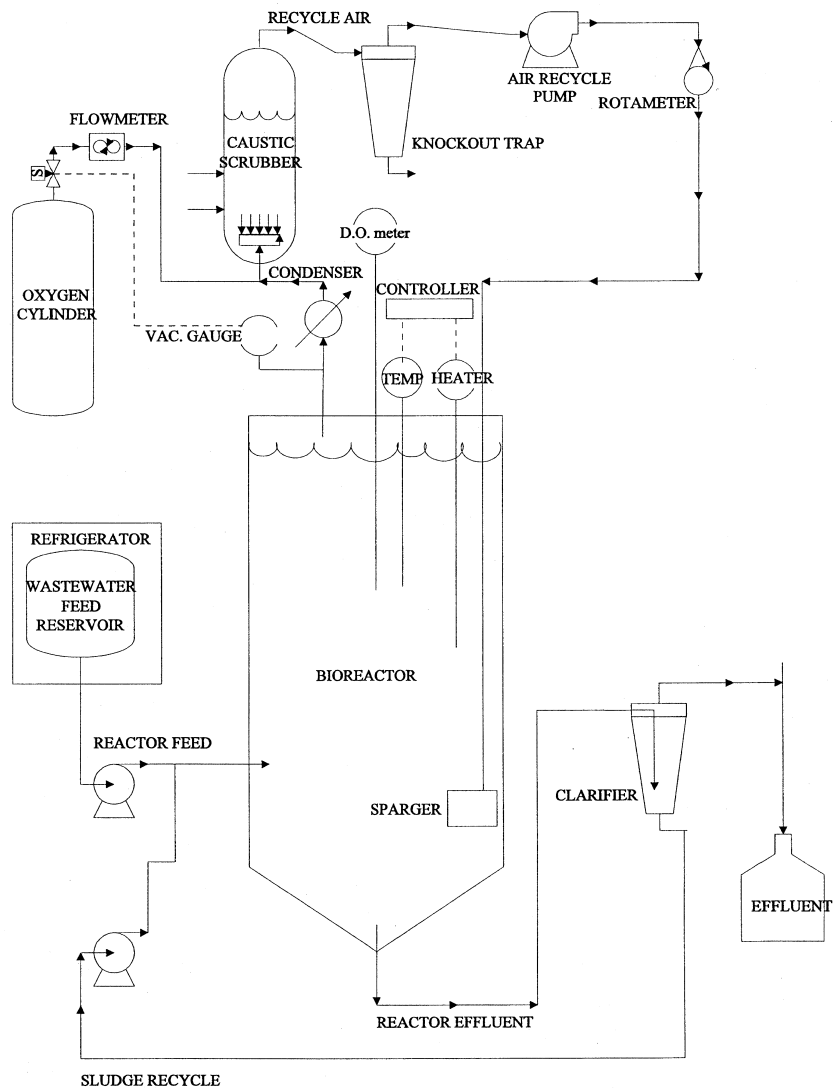 RECYCLE AIR
AIR RECYCLE
PUMP
ROTAMETER
FLOWMETER
CAUSTIC
SCRUBBER
KNOCKOUT TRAP
S
D.O. meter
CONDENSER
CONTROLLER
OXYGEN
CYLINDER
VAC. GAUGE
TEMP
HEATER
REFRIGERATOR
WASTEWATER
FEED
RESERVOIR
BIOREACTOR
REACTOR FEED
SPARGER
CLARIFIER
EFFLUENT
REACTOR EFFLUENT
SLUDGE RECYCLE